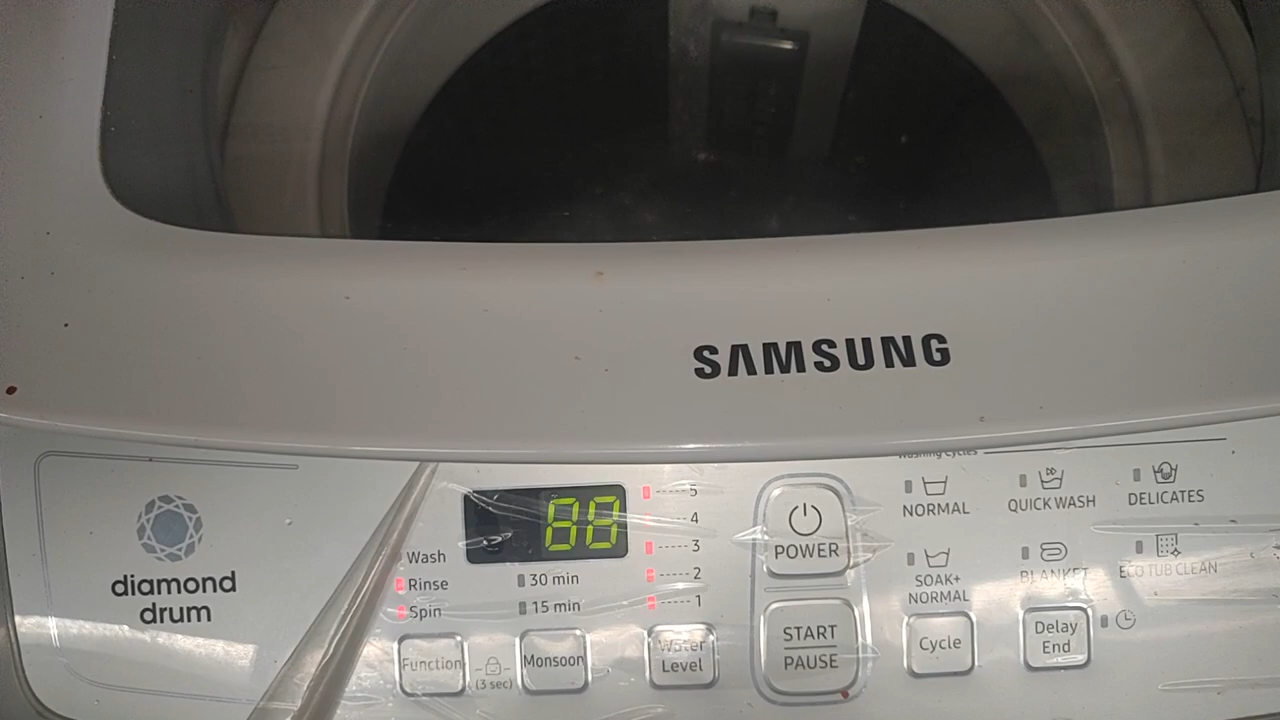 SAMSUNG
Washing Cycles
diamond
drum
88
Wash
Rinse
Spin
30 min
15 min
5
4
3
2
1
Function
(3 sec)
Monsoon
Water
Level
POWER
START
PAUSE
NORMAL
QUICK WASH
DELICATES
SOAK+
NORMAL
BLANKET
ECO TUB CLEAN
Cycle
Delay
End